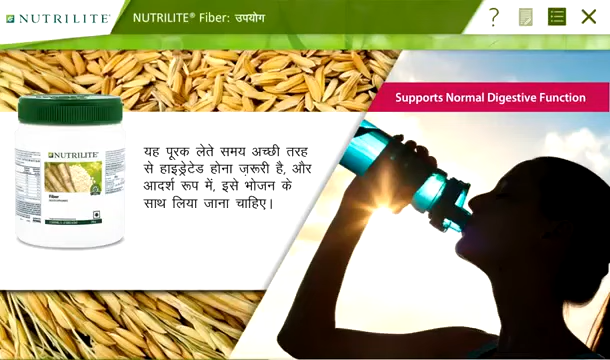 NUTRILITE®
NUTRILITE® Fiber: उपयोग
?
Supports Normal Digestive Function
NUTRILITE
Fiber
यह पूरक लेते समय अच्छी तरह
से हाइड्रेटेड होना ज़रूरी है, और
आदर्श रूप में, इसे भोजन के
साथ लिया जाना चाहिए।